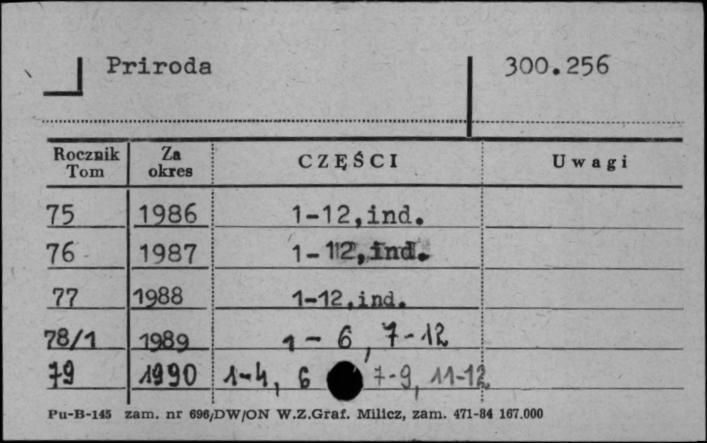 Priroda 300.256
Rocznik Tom Za okres CZĘŚCI Uwagi
75 1986 1-12,ind.
76 1987 1-12,ind.
77 1988 1-12,ind.
78/1 1989 1-6, 7-12
79 1990 1-4, 6 7-9, 11-12
Pu-B-145 zam. nr 696/DW/ON W.Z.Graf. Milicz, zam. 471-84 167.000